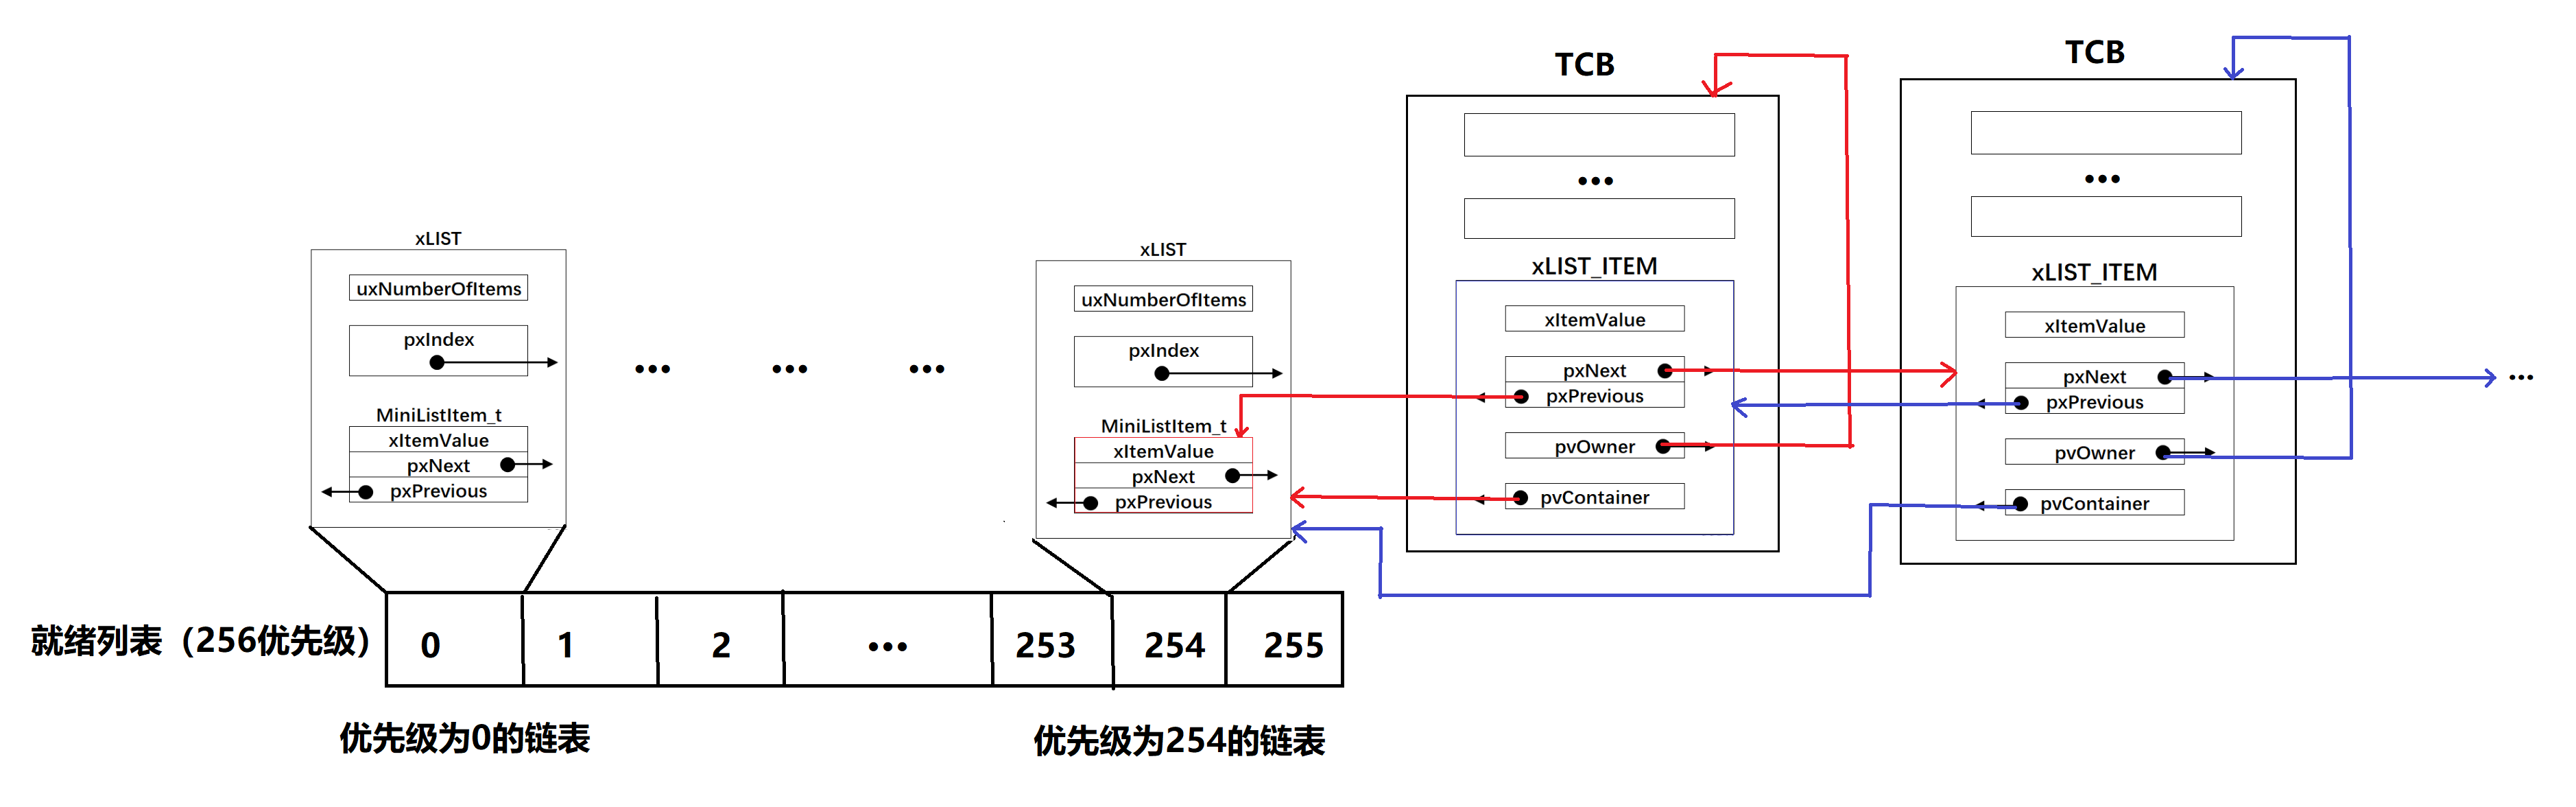 TCB
TCB
•••
•••
xLIST
uxNumberOfItems
pxIndex
MiniListItem_t
xItemValue
pxNext
pxPrevious
••• ••• •••
xLIST
uxNumberOfItems
pxIndex
MiniListItem_t
xItemValue
pxNext
pxPrevious
xLIST_ITEM
xItemValue
pxNext
pxPrevious
pvOwner
pvContainer
xLIST_ITEM
xItemValue
pxNext
pxPrevious
pvOwner
pvContainer
•••
就绪列表（256优先级） 0 1 2 ••• 253 254 255
优先级为0的链表
优先级为254的链表